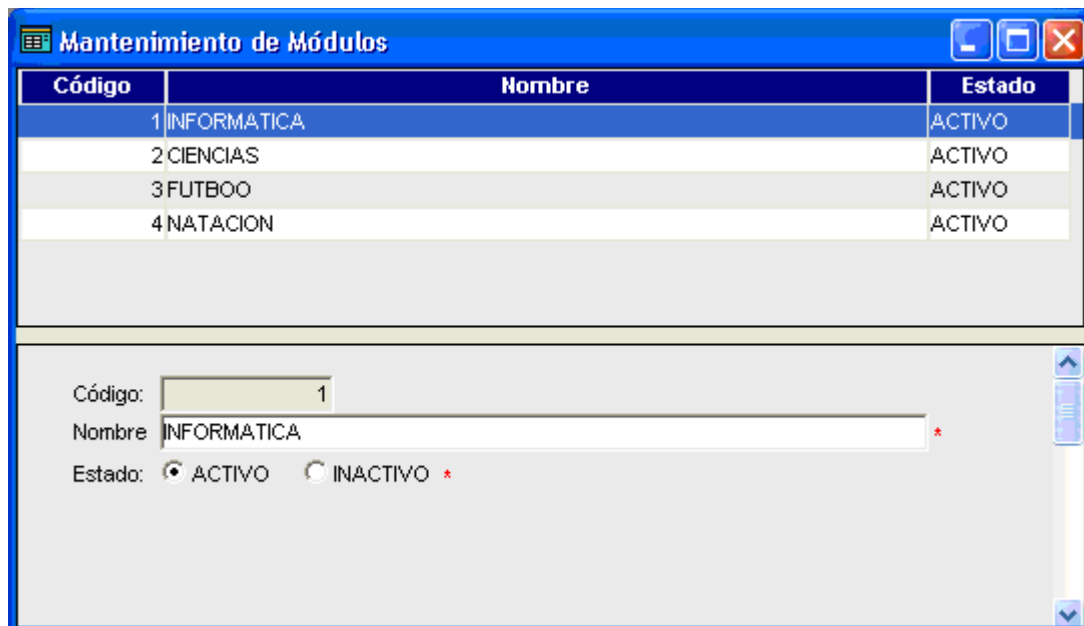 Mantenimiento de Módulos
Código Nombre Estado
1 INFORMATICA ACTIVO
2 CIENCIAS ACTIVO
3 FUTBOO ACTIVO
4 NATACION ACTIVO
Código: 1
Nombre INFORMATICA *
Estado: ACTIVO INACTIVO *